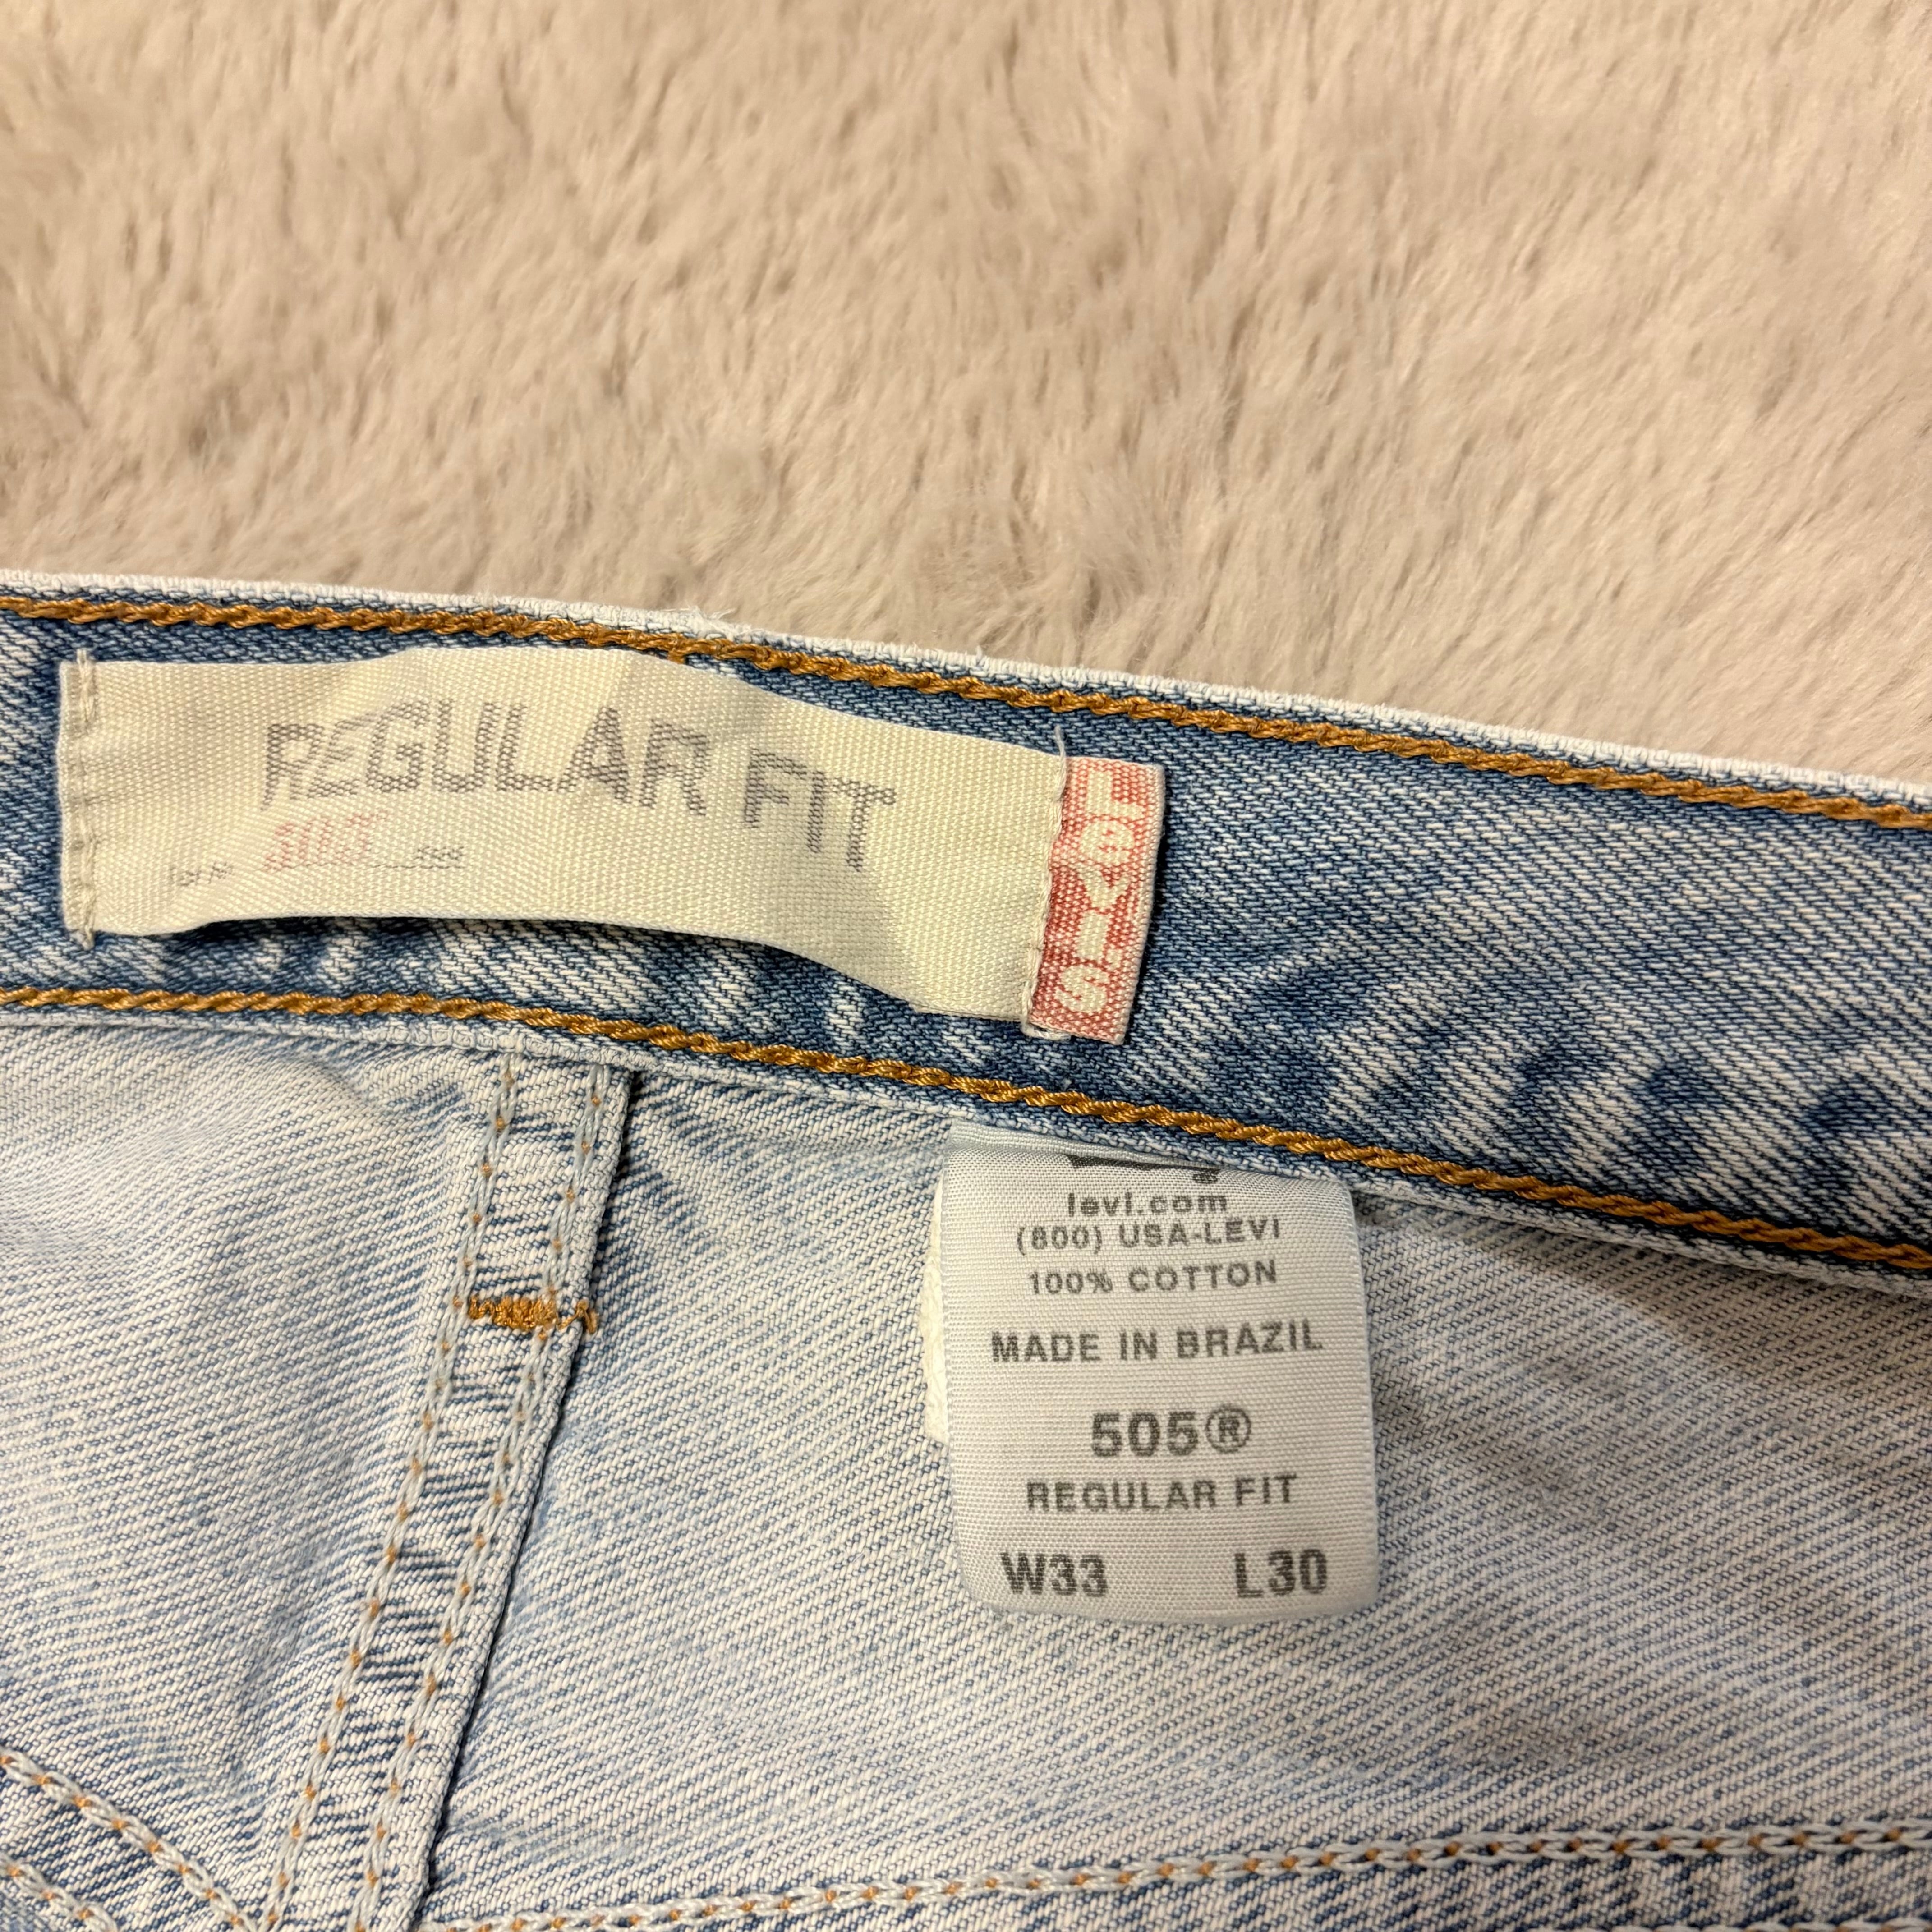 REGULAR FIT
505
LEVI'S
levi.com
(800) USA-LEVI
100% COTTON
MADE IN BRAZIL
505®
REGULAR FIT
W33 L30